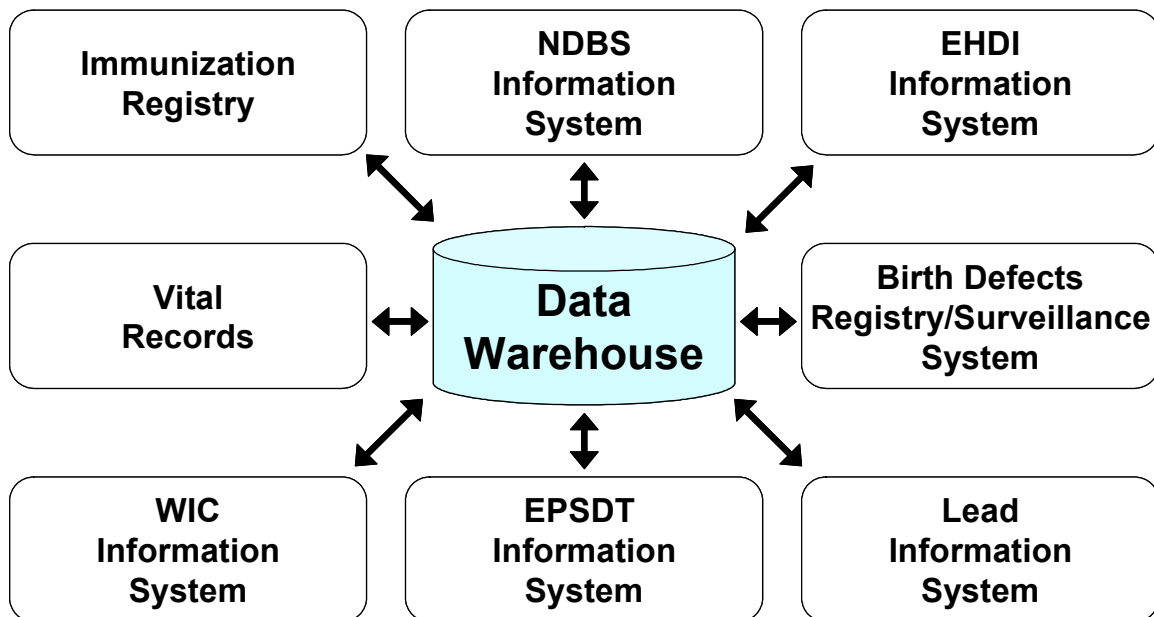 Immunization
Registry
NDBS
Information
System
EHDI
Information
System
Vital
Records
Data
Warehouse
Birth Defects
Registry/Surveillance
System
WIC
Information
System
EPSDT
Information
System
Lead
Information
System